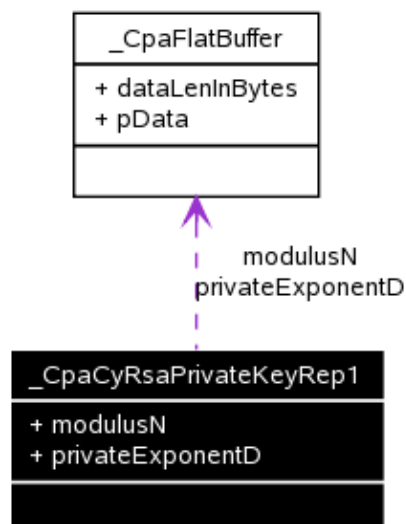 _CpaFlatBuffer
+ dataLenInBytes
+ pData
modulusN
privateExponentD
_CpaCyRsaPrivateKeyRep1
+ modulusN
+ privateExponentD